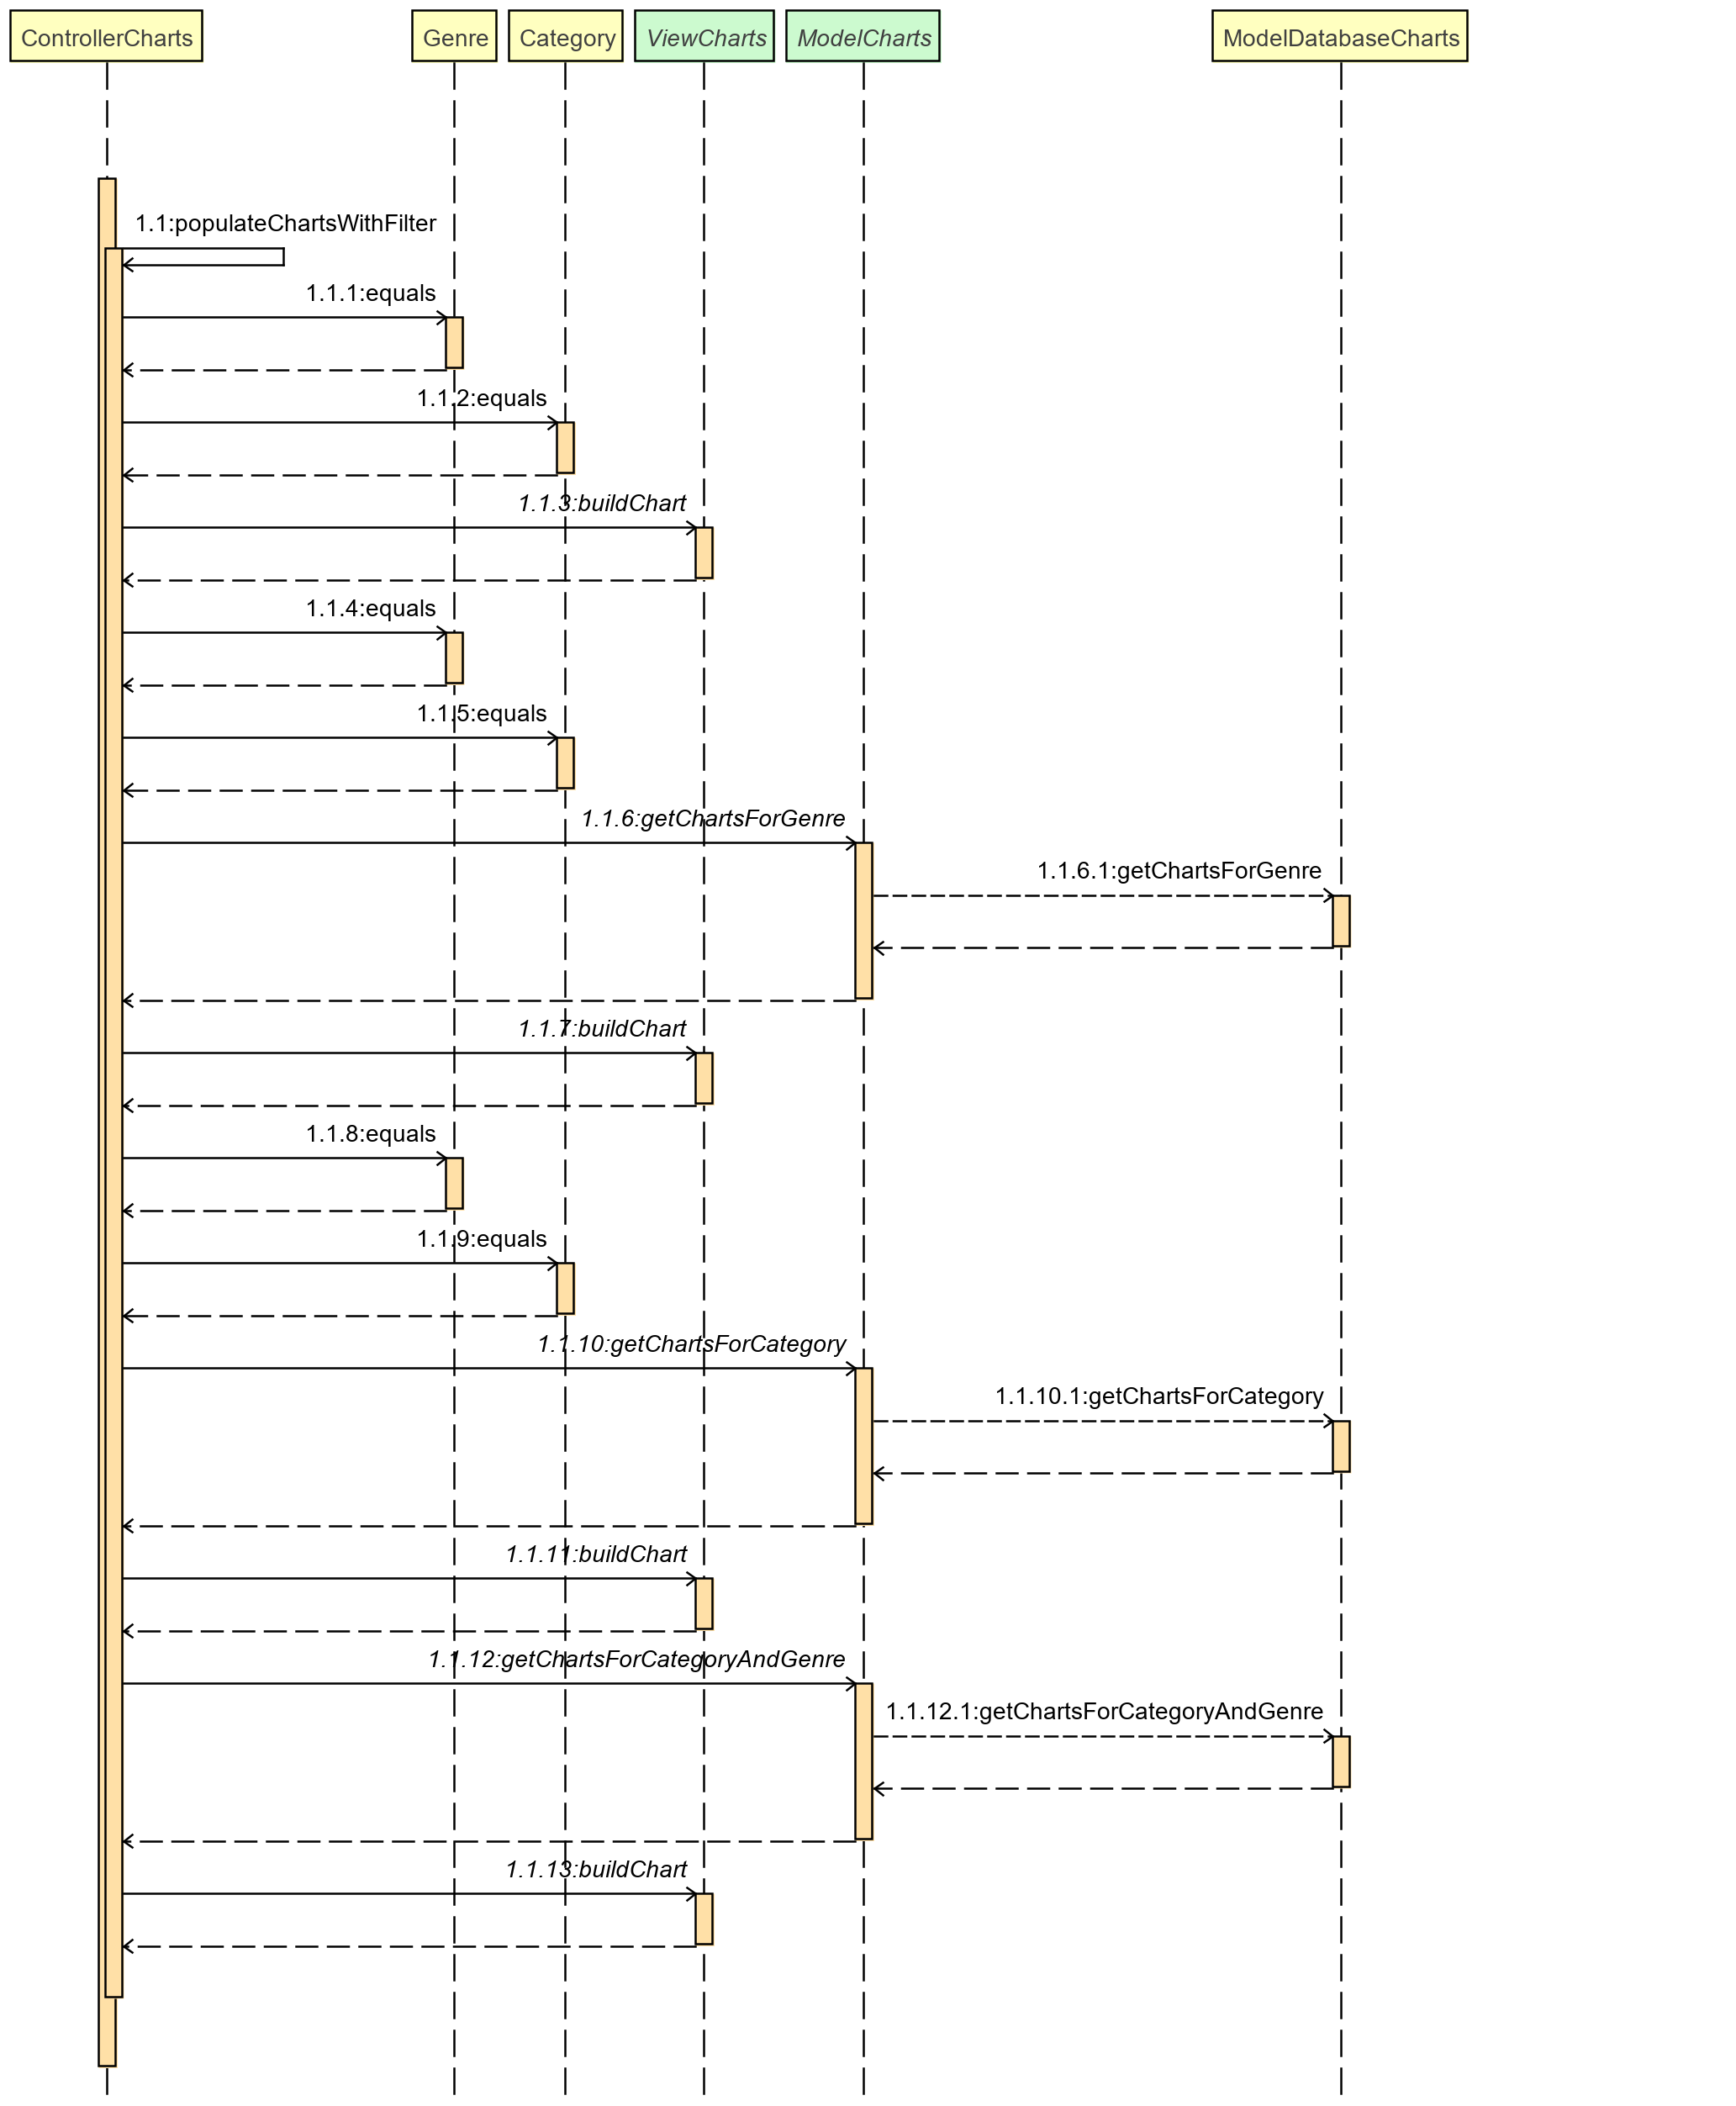 ControllerCharts
Genre
Category
ViewCharts
ModelCharts
ModelDatabaseCharts
1.1:populateChartsWithFilter
1.1.1:equals
1.1.2:equals
1.1.3:buildChart
1.1.4:equals
1.1.5:equals
1.1.6:getChartsForGenre
1.1.6.1:getChartsForGenre
1.1.7:buildChart
1.1.8:equals
1.1.9:equals
1.1.10:getChartsForCategory
1.1.10.1:getChartsForCategory
1.1.11:buildChart
1.1.12:getChartsForCategoryAndGenre
1.1.12.1:getChartsForCategoryAndGenre
1.1.13:buildChart